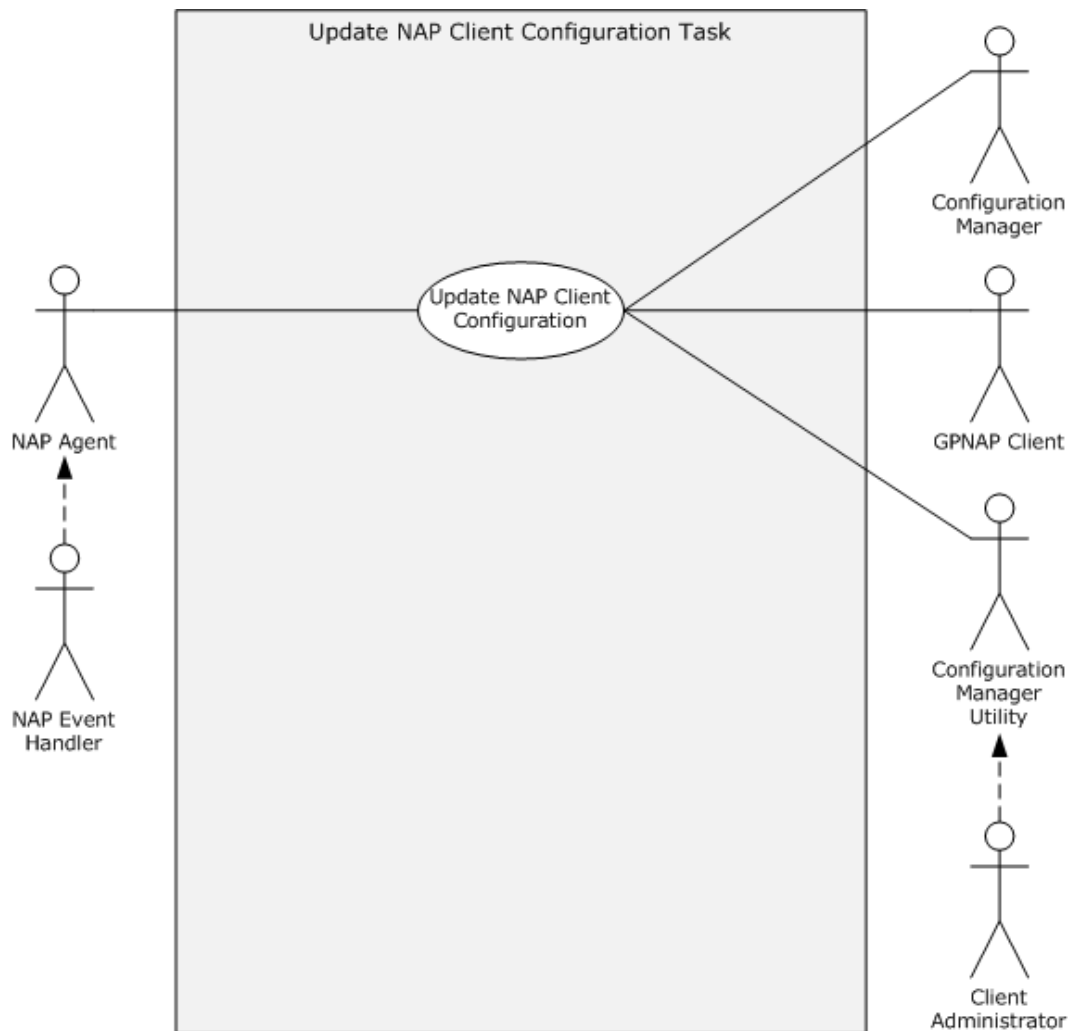 Update NAP Client Configuration Task
Configuration
Manager
Update NAP Client
Configuration
NAP Agent
GPNAP Client
NAP Event
Handler
Configuration
Manager
Utility
Client
Administrator